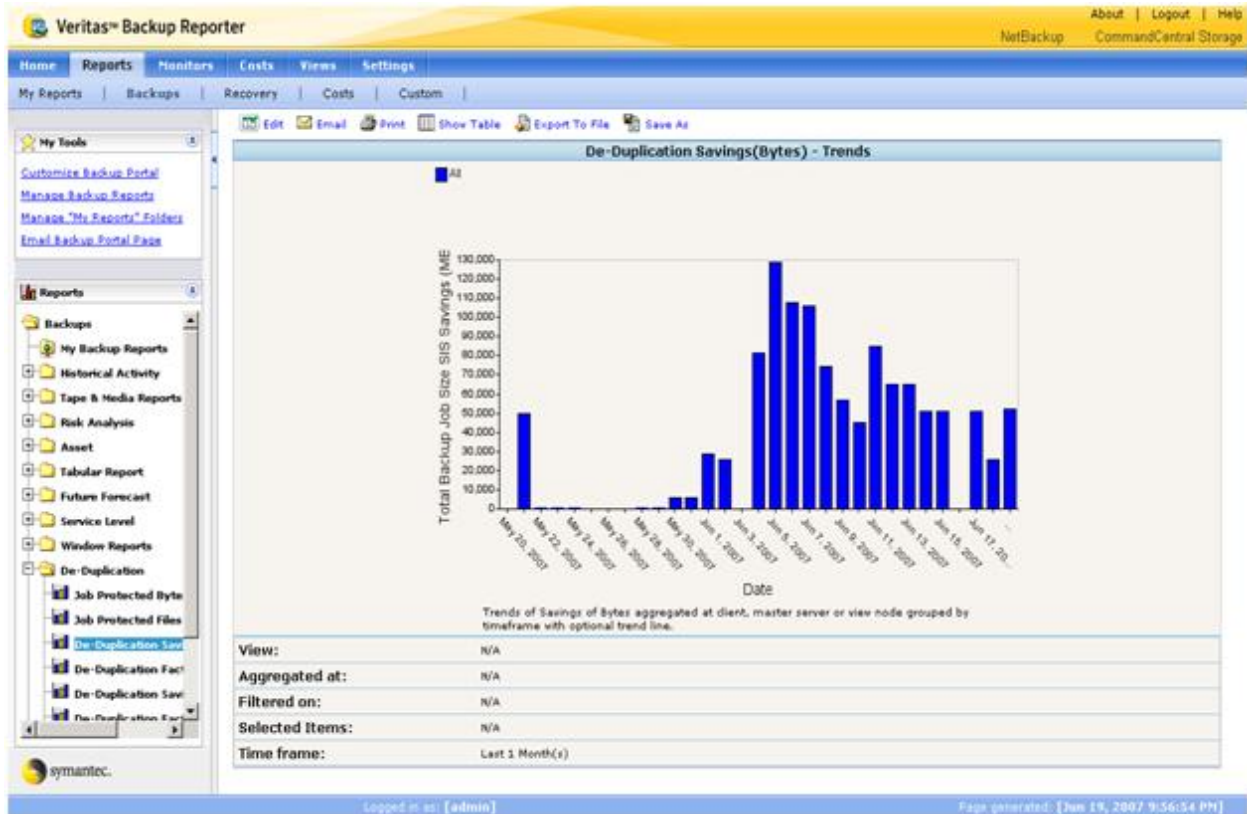 Veritas™ Backup Reporter
About | Logout | Help
NetBackup CommandCentral Storage
Home Reports Monitors Costs Views Settings
My Reports | Backups | Recovery | Costs | Custom |
Edit Email Print Show Table Export To File Save As
My Tools
Customize Backup Portal
Manage Backup Reports
Manage "My Reports" Folders
Email Backup Portal Page
Reports
Backups
My Backup Reports
Historical Activity
Tape & Media Reports
Risk Analysis
Asset
Tabular Report
Future Forecast
Service Level
Window Reports
De-Duplication
Job Protected Byte
Job Protected Files
De-Duplication Sav
De-Duplication Fact
De-Duplication Savi
De-Duplication Fact
symantec.
De-Duplication Savings(Bytes) - Trends
All
Total Backup Job Size SIS Savings (ME
130,000
120,000
110,000
100,000
90,000
80,000
70,000
60,000
50,000
40,000
30,000
20,000
10,000
0
May 20, 2007
May 22, 2007
May 24, 2007
May 26, 2007
May 28, 2007
May 30, 2007
Jun 1, 2007
Jun 3, 2007
Jun 5, 2007
Jun 7, 2007
Jun 9, 2007
Jun 11, 2007
Jun 13, 2007
Jun 15, 2007
Jun 17, 20...
...
Date
Trends of Savings of Bytes aggregated at client, master server or view node grouped by
timeframe with optional trend line.
View: N/A
Aggregated at: N/A
Filtered on: N/A
Selected Items: N/A
Time frame: Last 1 Month(s)
Logged in as: [admin]
Page generated: [Jun 19, 2007 9:56:54 PM]